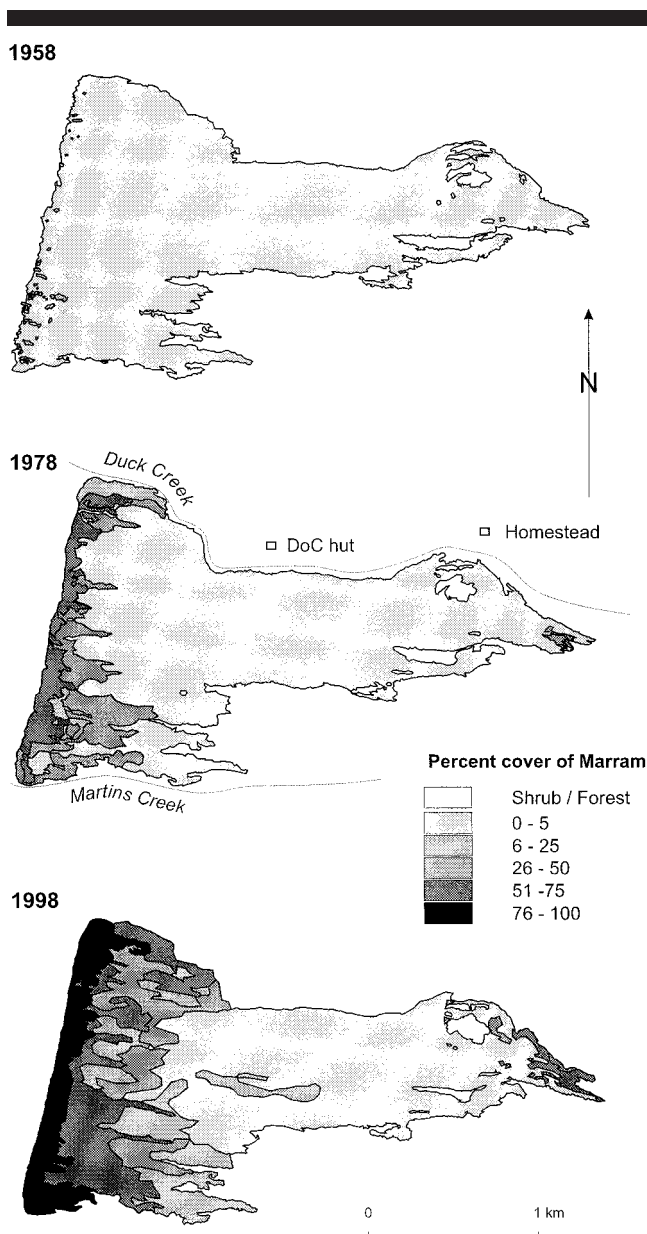 1958
N
1978
Duck Creek
DoC hut
Homestead
Martins Creek
Percent cover of Marram
Shrub / Forest
0 - 5
6 - 25
26 - 50
51 -75
76 - 100
1998
0 1 km